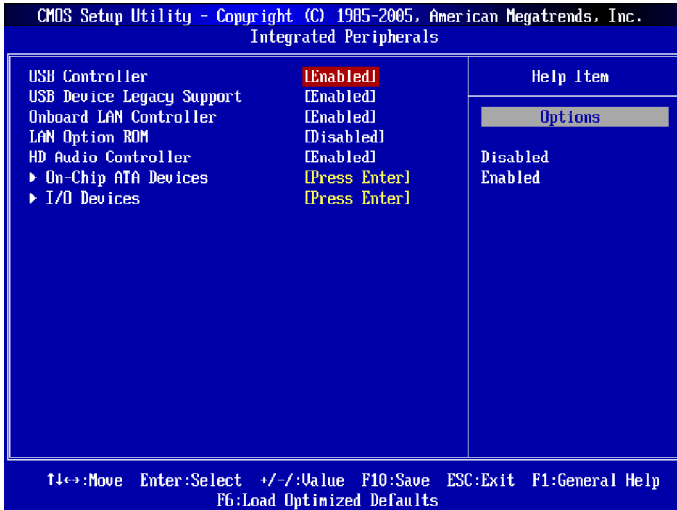 CMOS Setup Utility - Copyright (C) 1985-2005, American Megatrends, Inc.
Integrated Peripherals
USB Controller [Enabled]
USB Device Legacy Support [Enabled]
Onboard LAN Controller [Enabled]
LAN Option ROM [Disabled]
HD Audio Controller [Enabled]
▶ On-Chip ATA Devices [Press Enter]
▶ I/O Devices [Press Enter]
Help Item
Options
Disabled
Enabled
↑↓↔:Move Enter:Select +/-/:Value F10:Save ESC:Exit F1:General Help
F6:Load Optimized Defaults